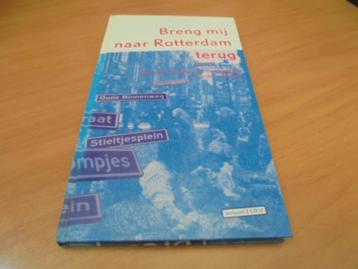 Breng mij
naar Rotterdam
terug
Oude Binnenweg
raat
Stieltjesplein
ompjes
ein